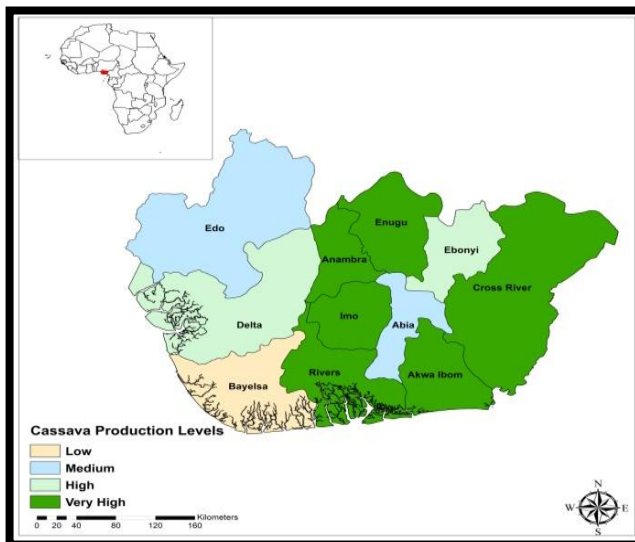 Edo
Enugu
Anambra
Ebonyi
Cross River
Delta
Imo
Abia
Bayelsa
Rivers
Akwa Ibom
Cassava Production Levels
Low
Medium
High
Very High
Kilometers
0 20 40 80 120 160
N
W E
S